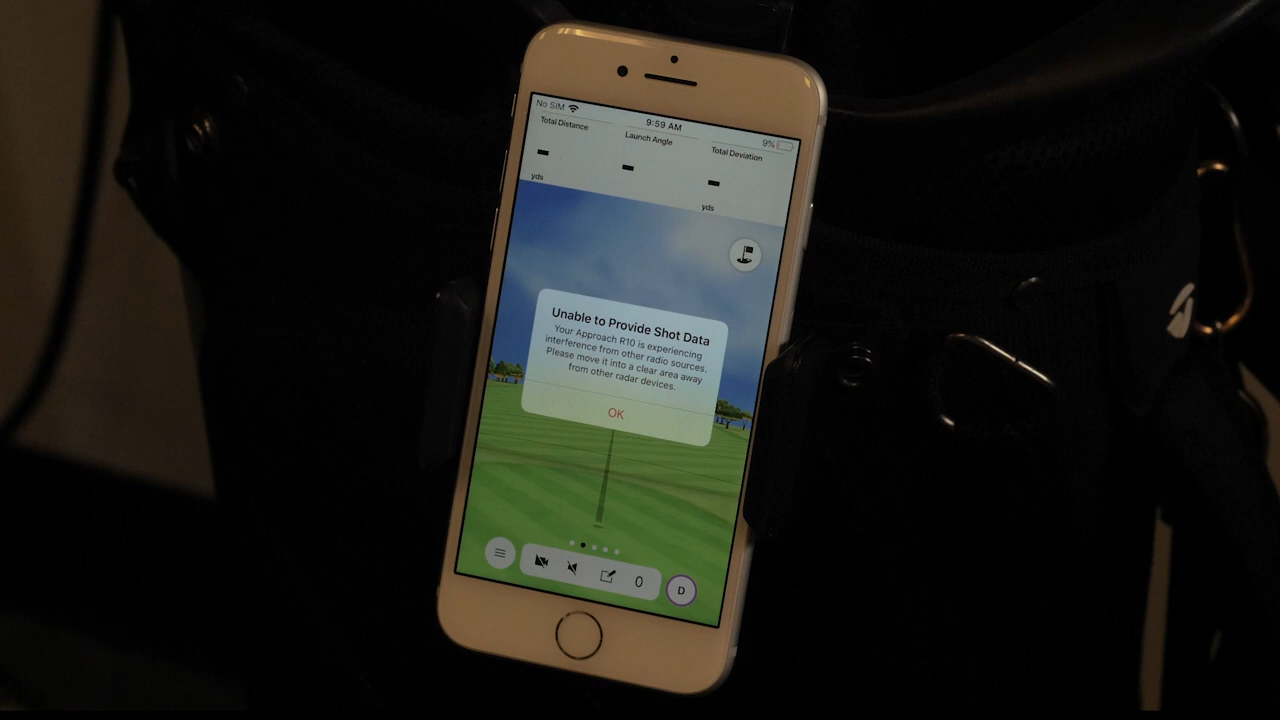 No SIM
9:59 AM
9%
Total Distance
Launch Angle
Total Deviation
-
-
-
yds
yds
Unable to Provide Shot Data
Your Approach R10 is experiencing
interference from other radio sources.
Please move it into a clear area away
from other radar devices.
OK
0
D